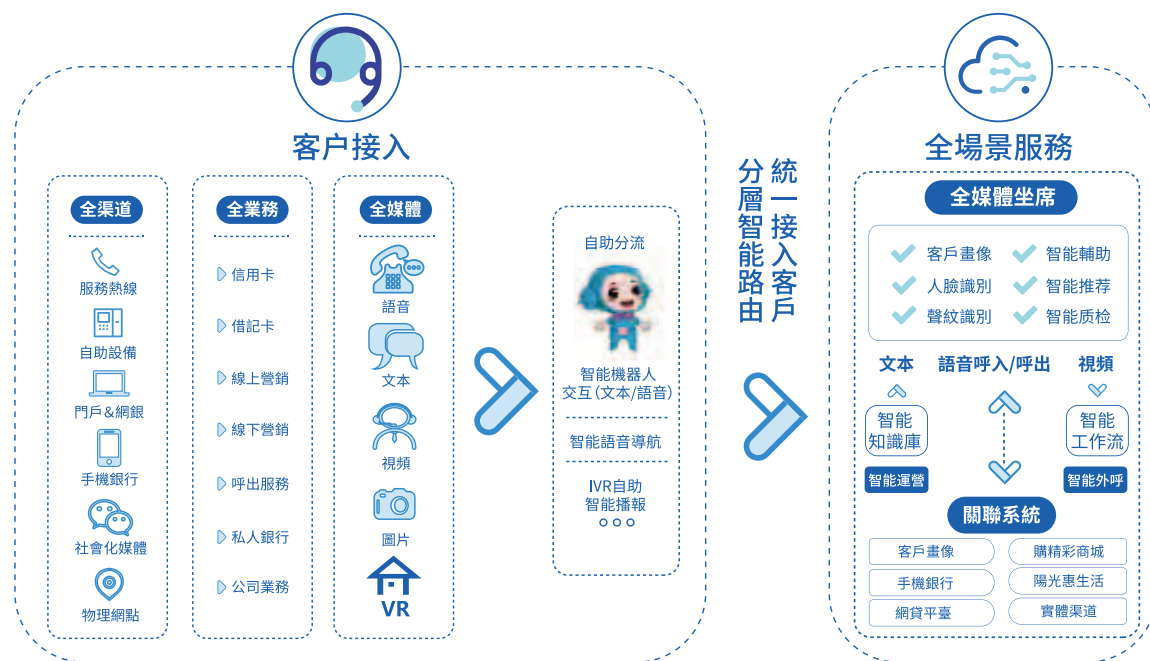 客户接入
全渠道
服務熱線
自助設備
門戶&網銀
手機銀行
社會化媒體
物理網點
全業務
信用卡
借記卡
線上營銷
線下營銷
呼出服務
私人銀行
公司業務
全媒體
語音
文本
視頻
圖片
VR
自助分流
智能機器人
交互(文本/語音)
智能語音導航
IVR自助
智能播報
統一接入客戶
分層智能路由
全場景服務
全媒體坐席
客戶畫像
智能輔助
人臉識別
智能推荐
聲紋識別
智能质检
文本
語音呼入/呼出
視頻
智能
知識庫
智能
工作流
智能運營
智能外呼
關聯系統
客戶畫像
購精彩商城
手機銀行
陽光惠生活
網貸平臺
實體渠道